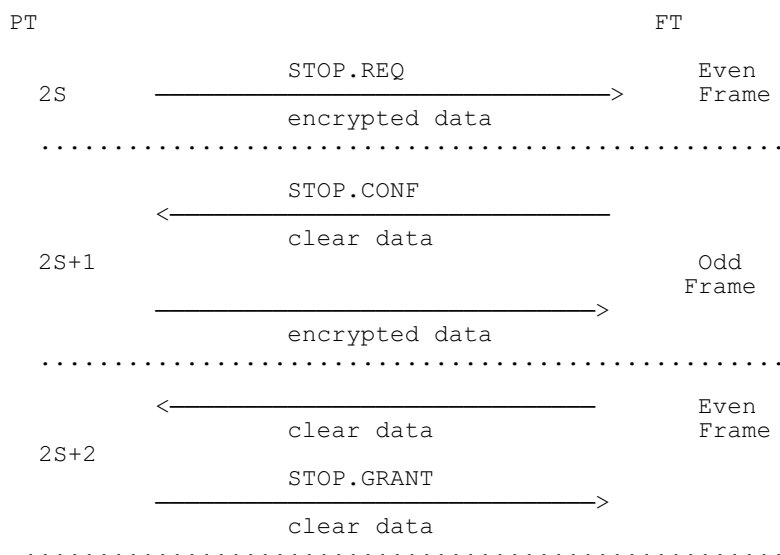 PT FT
STOP.REQ Even
2S Frame
encrypted data
STOP.CONF
clear data
2S+1 Odd
Frame
encrypted data
Even
clear data Frame
2S+2
STOP.GRANT
clear data